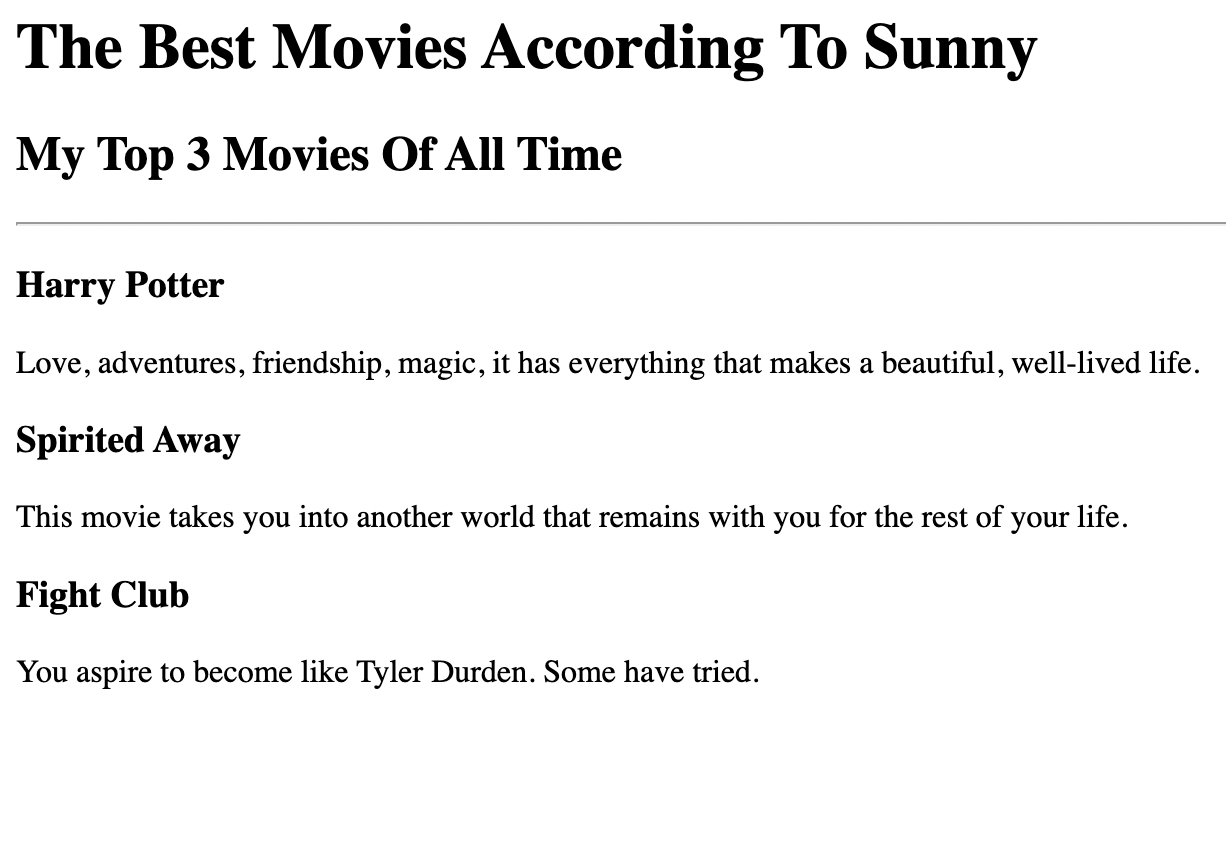 The Best Movies According To Sunny
My Top 3 Movies Of All Time
Harry Potter
Love, adventures, friendship, magic, it has everything that makes a beautiful, well-lived life.
Spirited Away
This movie takes you into another world that remains with you for the rest of your life.
Fight Club
You aspire to become like Tyler Durden. Some have tried.